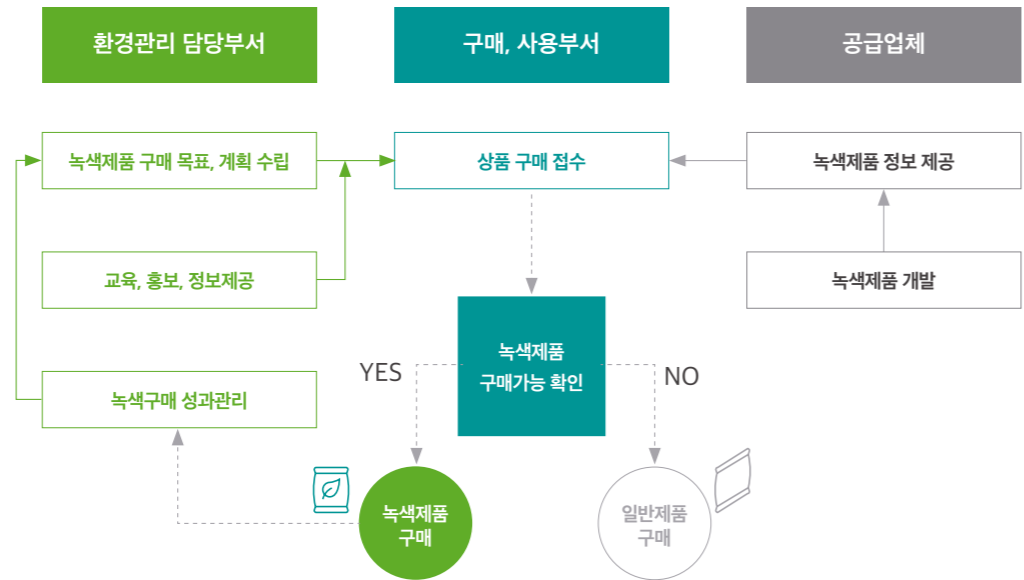 환경관리 담당부서
구매, 사용부서
공급업체
녹색제품 구매 목표, 계획 수립
상품 구매 접수
녹색제품 정보 제공
교육, 홍보, 정보제공
녹색제품 개발
녹색제품
구매가능 확인
YES
NO
녹색구매 성과관리
녹색제품
구매
일반제품
구매